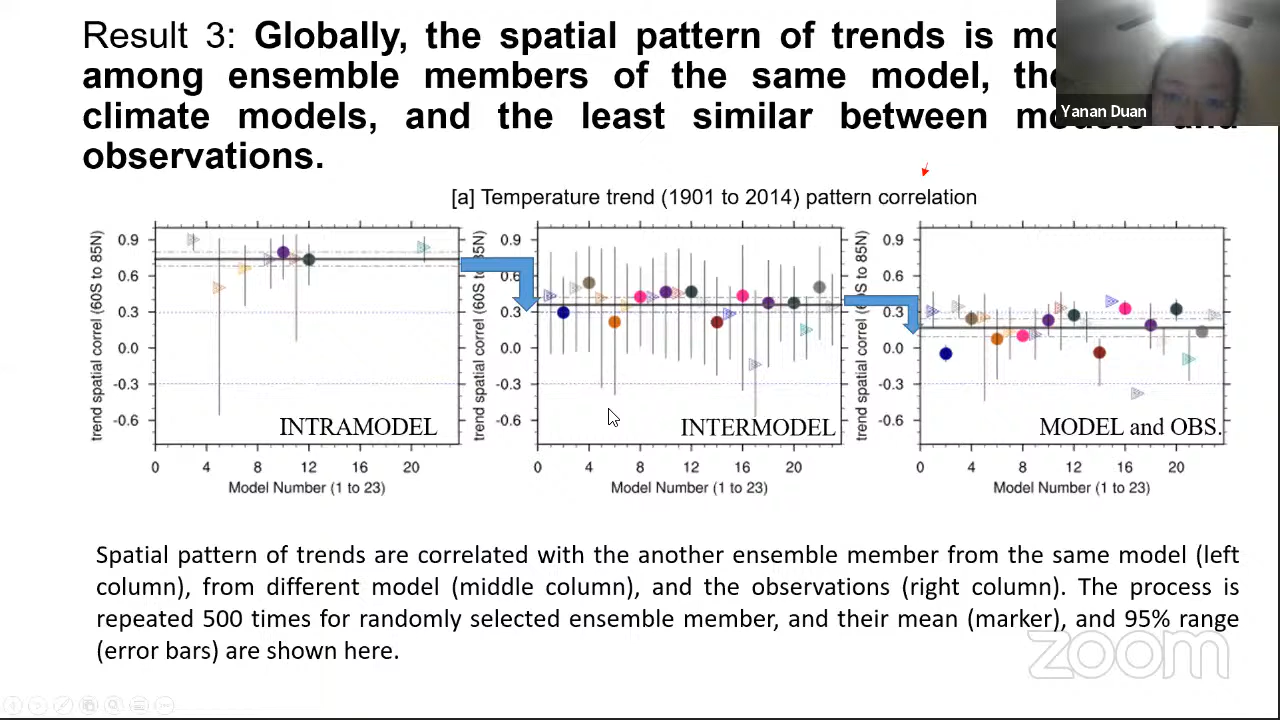 Result 3: Globally, the spatial pattern of trends is
among ensemble members of the same model,
climate models, and the least similar between models and
observations.
Yanan Duan
[a] Temperature trend (1901 to 2014) pattern correlation
trend spatial correl (60S to 85N)
0.9
0.6
0.3
0.0
-0.3
-0.6
INTRAMODEL
0 4 8 12 16 20
Model Number (1 to 23)
trend spatial correl (60S to 85N)
0.9
0.6
0.3
0.0
-0.3
-0.6
INTERMODEL
0 4 8 12 16 20
Model Number (1 to 23)
trend spatial correl (60S to 85N)
0.9
0.6
0.3
0.0
-0.3
-0.6
MODEL and OBS.
0 4 8 12 16 20
Model Number (1 to 23)
Spatial pattern of trends are correlated with the another ensemble member from the same model (left
column), from different model (middle column), and the observations (right column). The process is
repeated 500 times for randomly selected ensemble member, and their mean (marker), and 95% range
(error bars) are shown here.
zoom